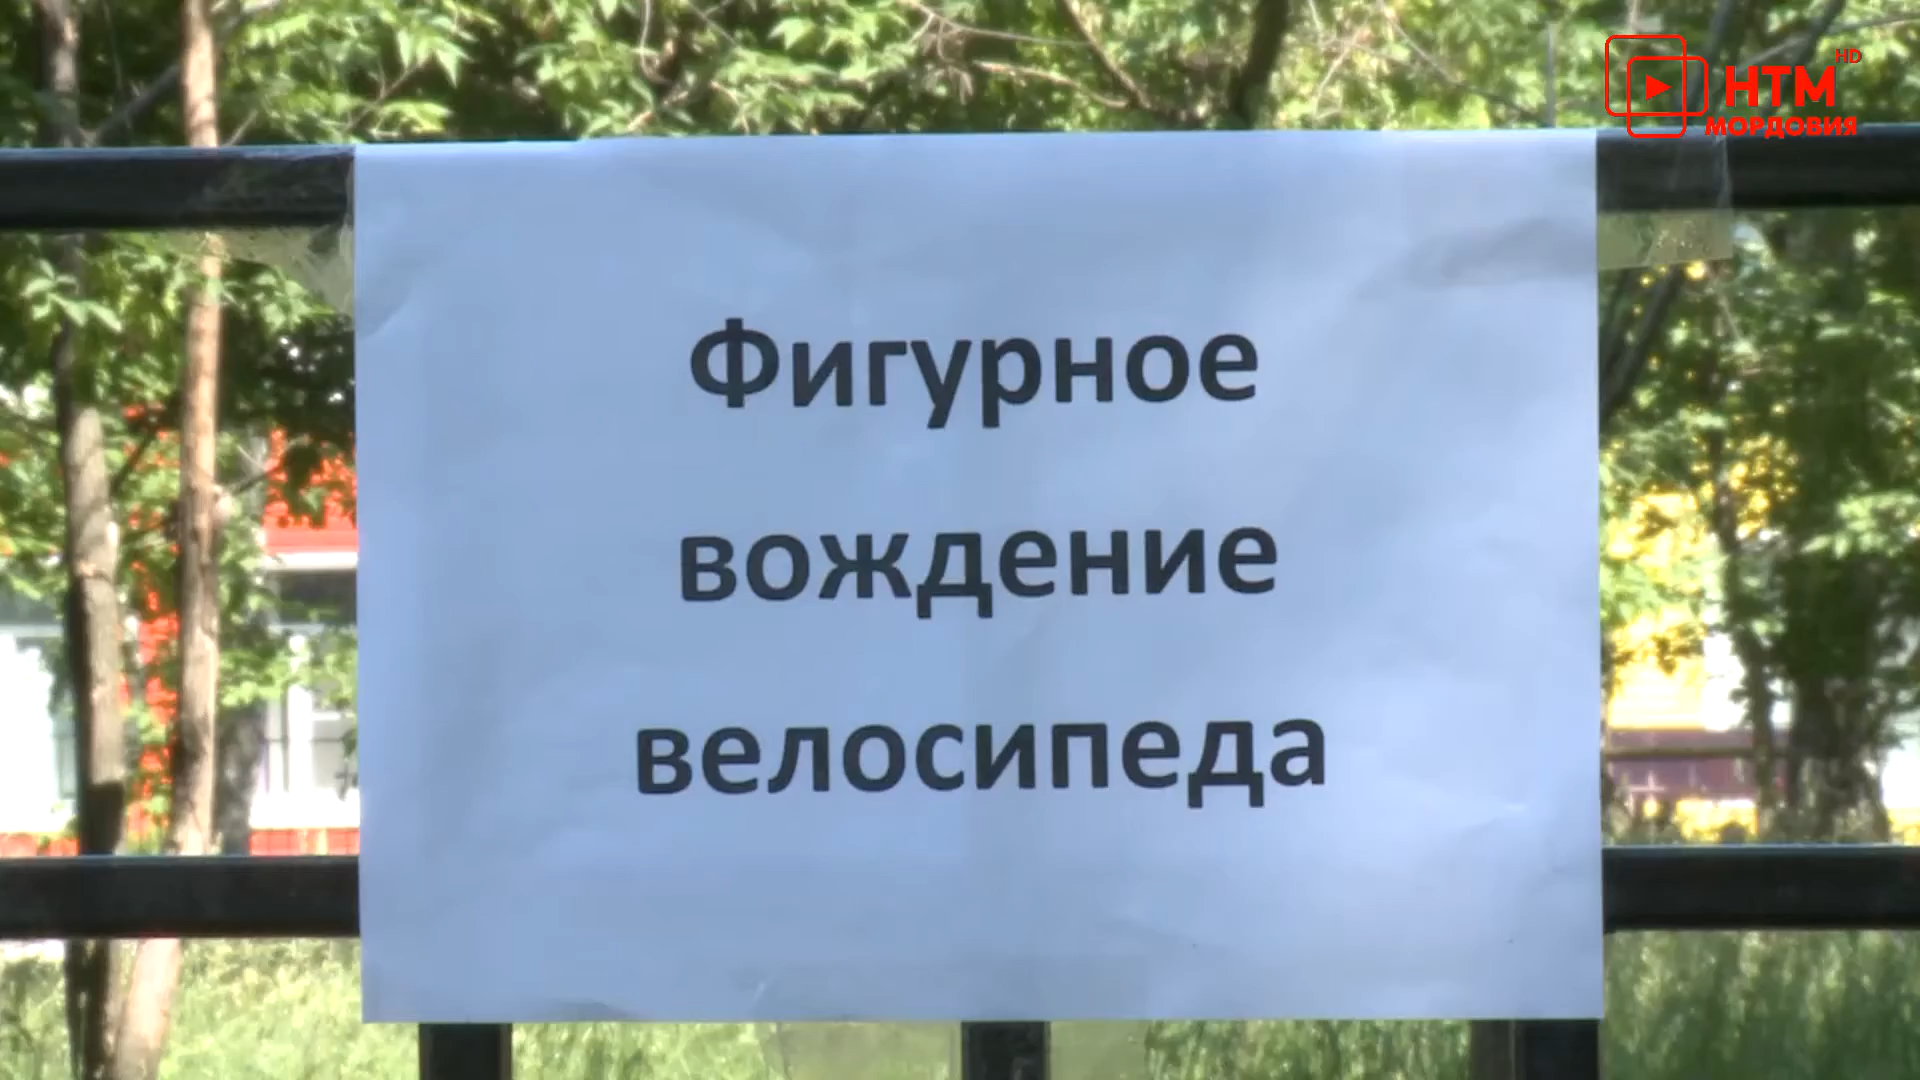 HD
НТМ
МОРДОВИЯ
Фигурное
вождение
велосипеда